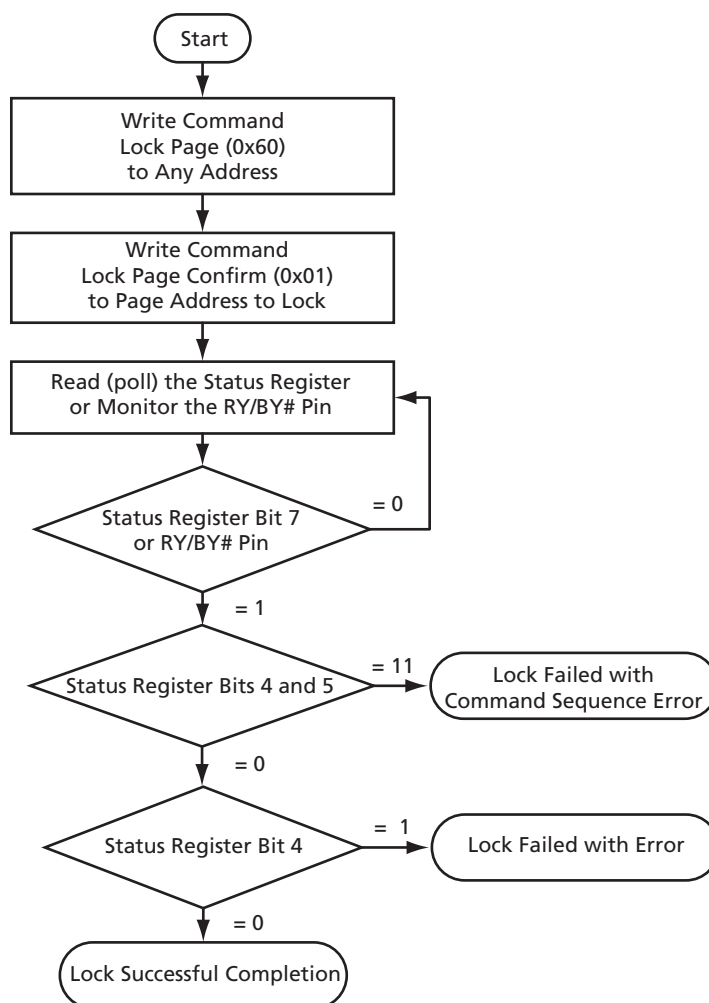 Start
Write Command
Lock Page (0x60)
to Any Address
Write Command
Lock Page Confirm (0x01)
to Page Address to Lock
Read (poll) the Status Register
or Monitor the RY/BY# Pin
= 0
Status Register Bit 7
or RY/BY# Pin
= 1
= 11
Status Register Bits 4 and 5
Lock Failed with
Command Sequence Error
= 0
= 1
Status Register Bit 4
Lock Failed with Error
= 0
Lock Successful Completion